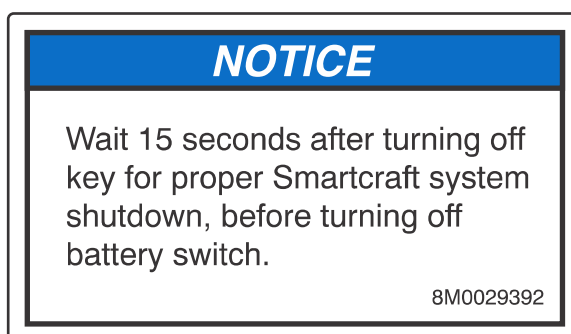 NOTICE
Wait 15 seconds after turning off
key for proper Smartcraft system
shutdown, before turning off
battery switch.
8M0029392